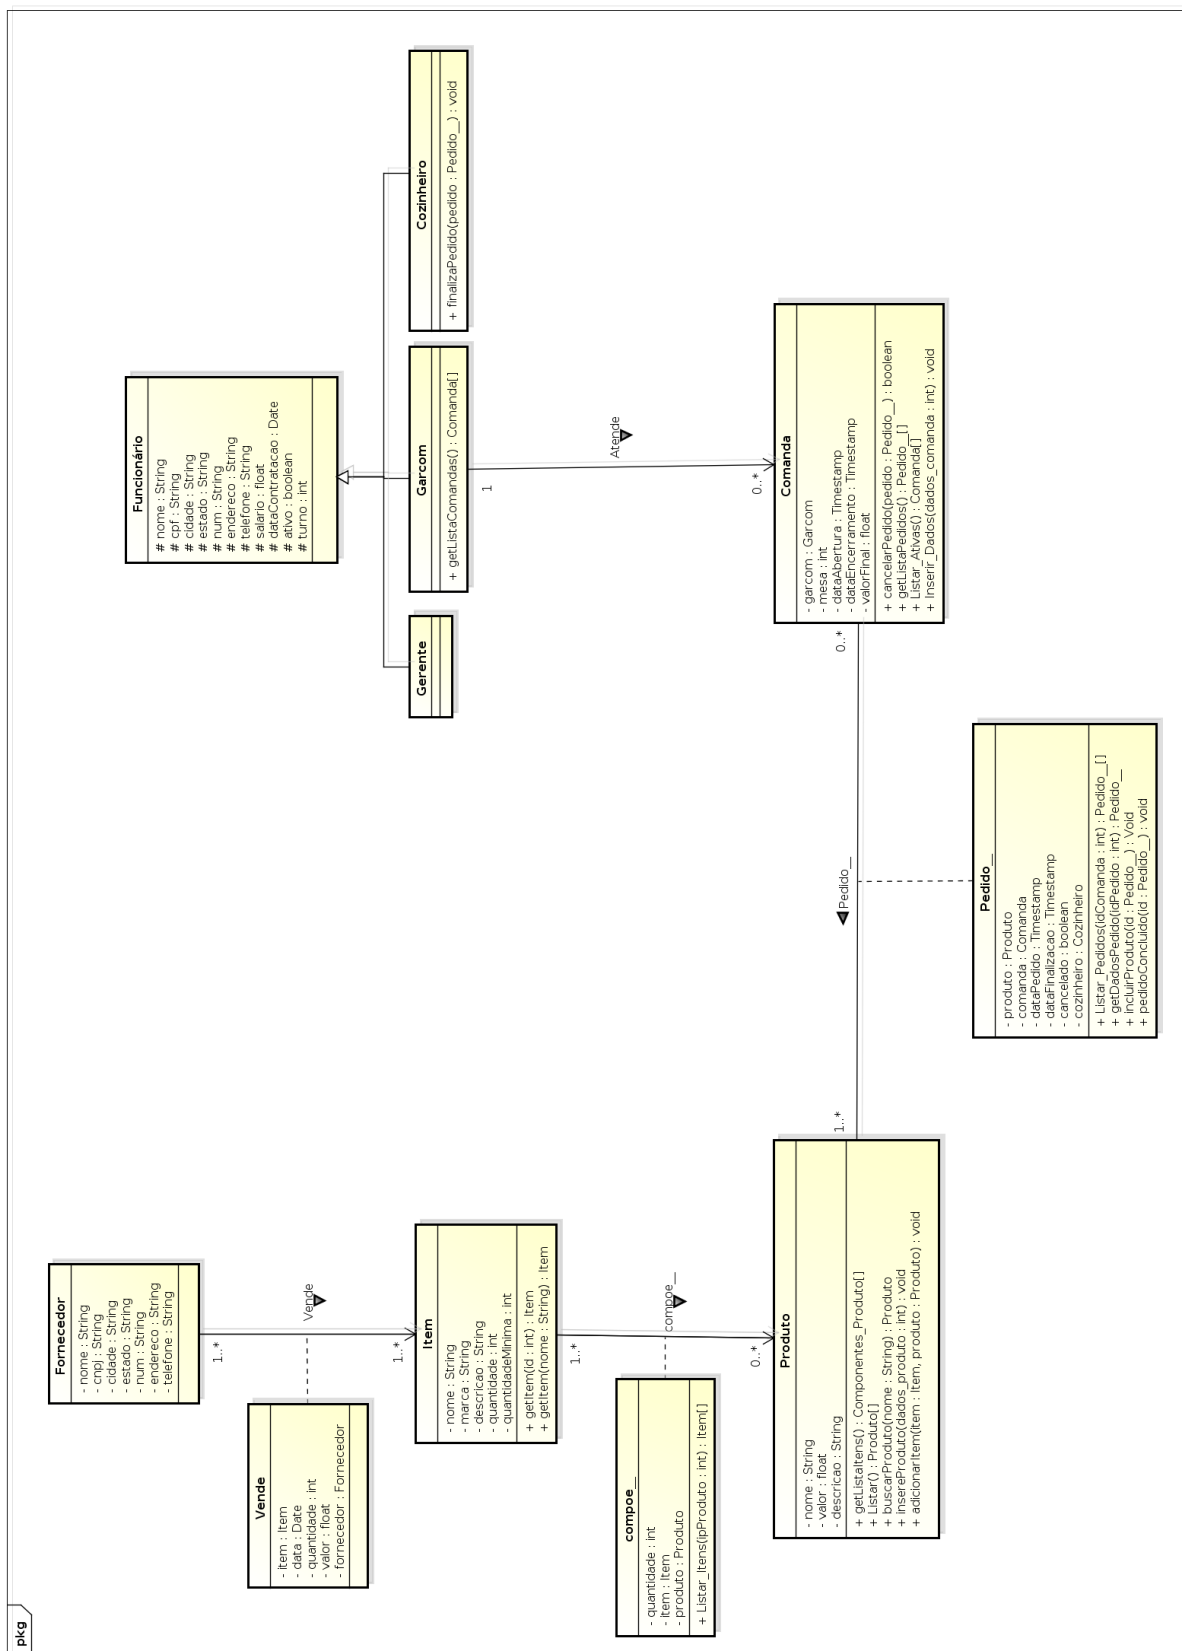 pkg
Fornecedor
- nome : String
- cnpj : String
- cidade : String
- estado : String
- num : String
- endereco : String
- telefone : String
1..*
Vende
1..*
Vende
- item : Item
- data : Date
- quantidade : int
- valor : float
- fornecedor : Fornecedor
Item
- nome : String
- marca : String
- descricao : String
- quantidade : int
- quantidadeMinima : int
+ getItem(id : int) : Item
+ getItem(nome : String) : Item
1..*
compoe__
0..*
compoe__
- quantidade : int
- item : Item
- produto : Produto
+ Listar_Itens(ipProduto : int) : Item[]
Produto
- nome : String
- valor : float
- descricao : String
+ getListaItens() : Componentes_Produto[]
+ Listar() : Produto[]
+ buscarProduto(nome : String) : Produto
+ insereProduto(dados_produto : int) : void
+ adicionarItem(item : Item, produto : Produto) : void
1..*
Pedido__
0..*
Pedido__
- produto : Produto
- comanda : Comanda
- dataPedido : Timestamp
- dataFinalizacao : Timestamp
- cancelado : boolean
- cozinheiro : Cozinheiro
+ Listar_Pedidos(idComanda : int) : Pedido__[]
+ getDadosPedido(idPedido : int) : Pedido__
+ incluirProduto(id : Pedido__) : Void
+ pedidoConcluido(id : Pedido__) : void
Funcionário
# nome : String
# cpf : String
# cidade : String
# estado : String
# num : String
# endereco : String
# telefone : String
# salario : float
# dataContratacao : Date
# ativo : boolean
# turno : int
Gerente
Garcom
+ getListaComandas() : Comanda[]
Cozinheiro
+ finalizaPedido(pedido : Pedido__) : void
1
Atende
0..*
Comanda
- garcom : Garcom
- mesa : int
- dataAbertura : Timestamp
- dataEncerramento : Timestamp
- valorFinal : float
+ cancelarPedido(pedido : Pedido__) : boolean
+ getListaPedidos() : Pedido__[]
+ Listar_Ativas() : Comanda[]
+ Inserir_Dados(dados_comanda : int) : void